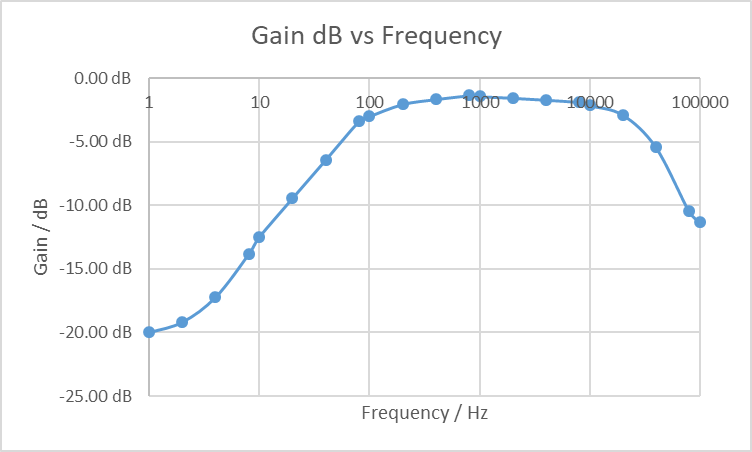 Gain dB vs Frequency
0.00 dB
1 10 100 1000 10000 100000
-5.00 dB
-10.00 dB
Gain / dB
-15.00 dB
-20.00 dB
-25.00 dB
Frequency / Hz